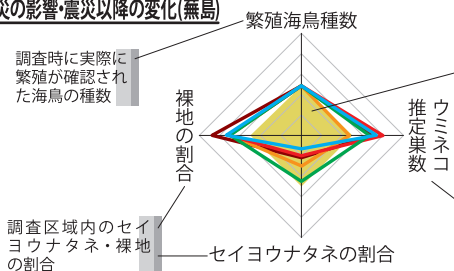 災の影響・震災以降の変化(無島)
繁殖海鳥種数
調査時に実際に
繁殖が確認され
た海鳥の種数
裸地の割合
ウミネコ
推定巣数
調査区域内のセイ
ヨウナタネ・裸地
の割合
セイヨウナタネの割合